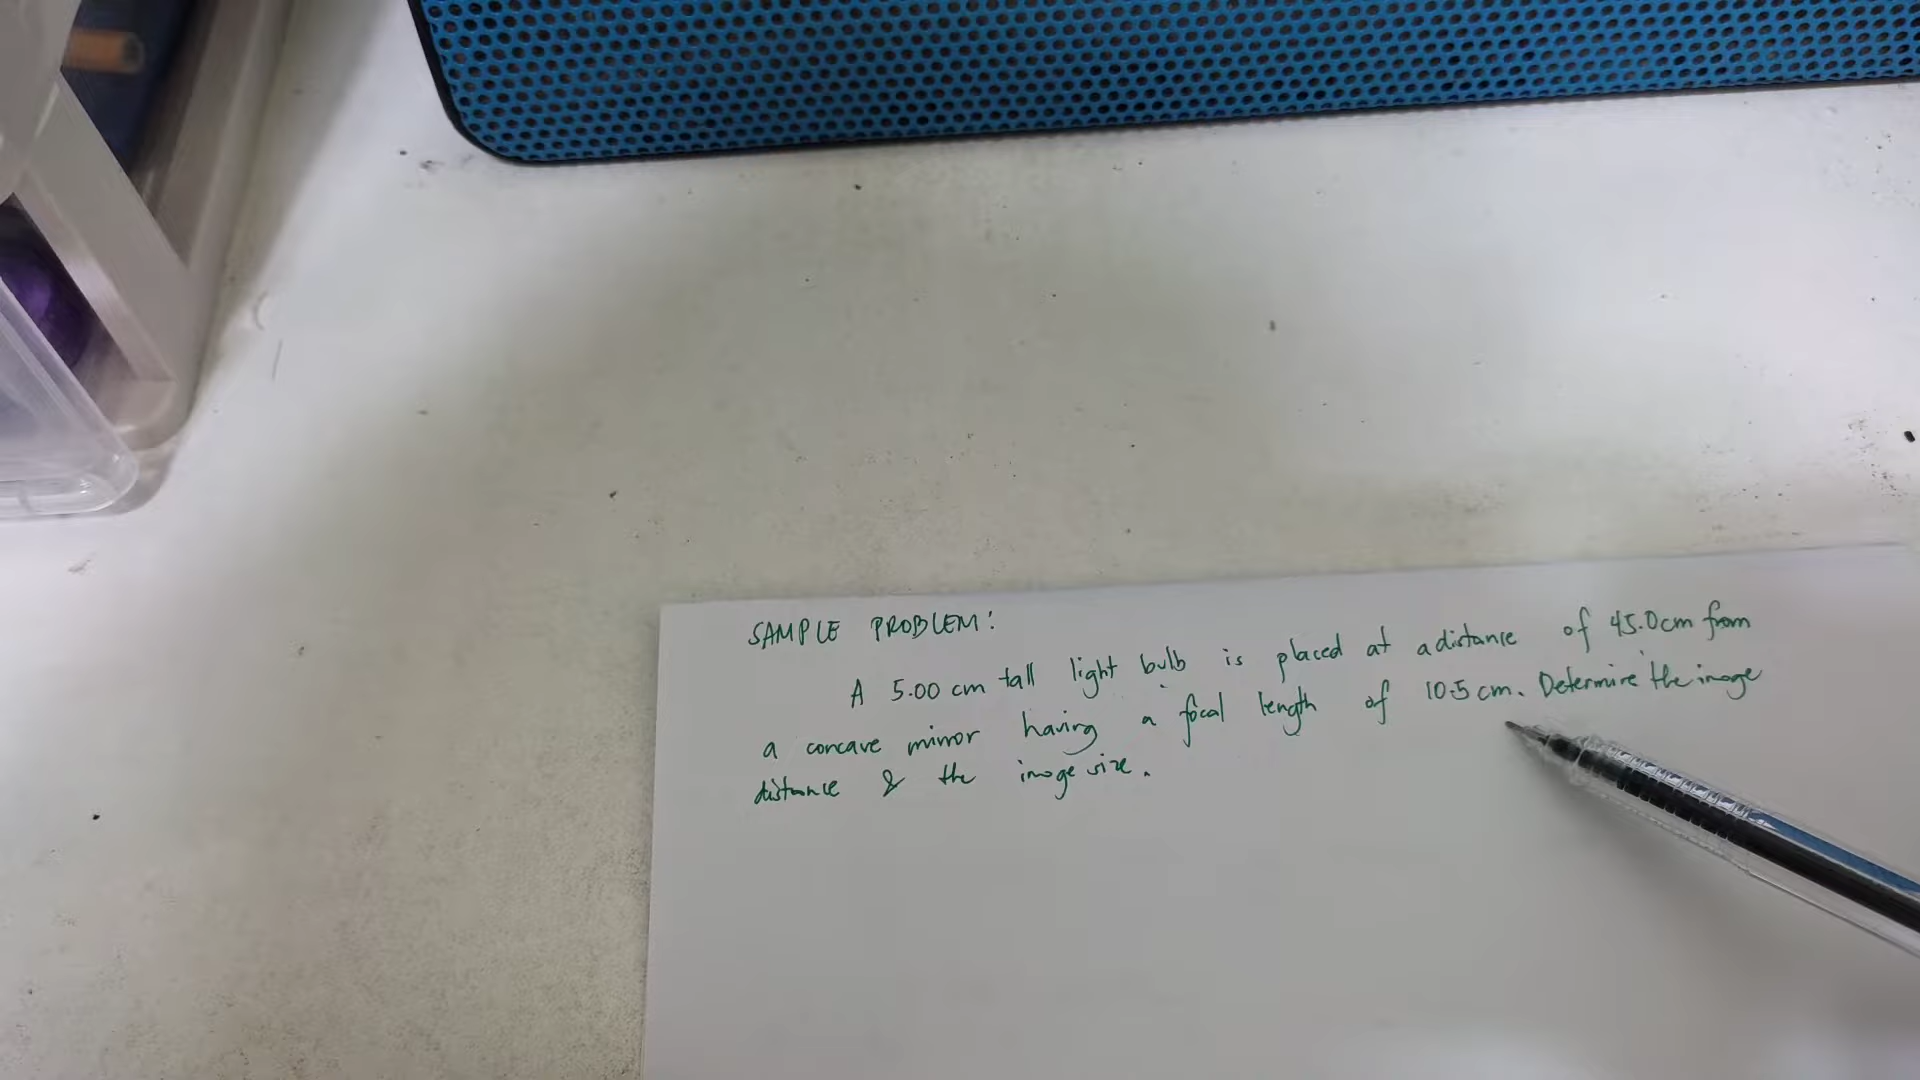 SAMPLE PROBLEM:
A 5.00 cm tall light bulb is placed at a distance of 45.0cm from
a concave mirror having a focal length of 10.5 cm. Determine the image
distance & the image size.